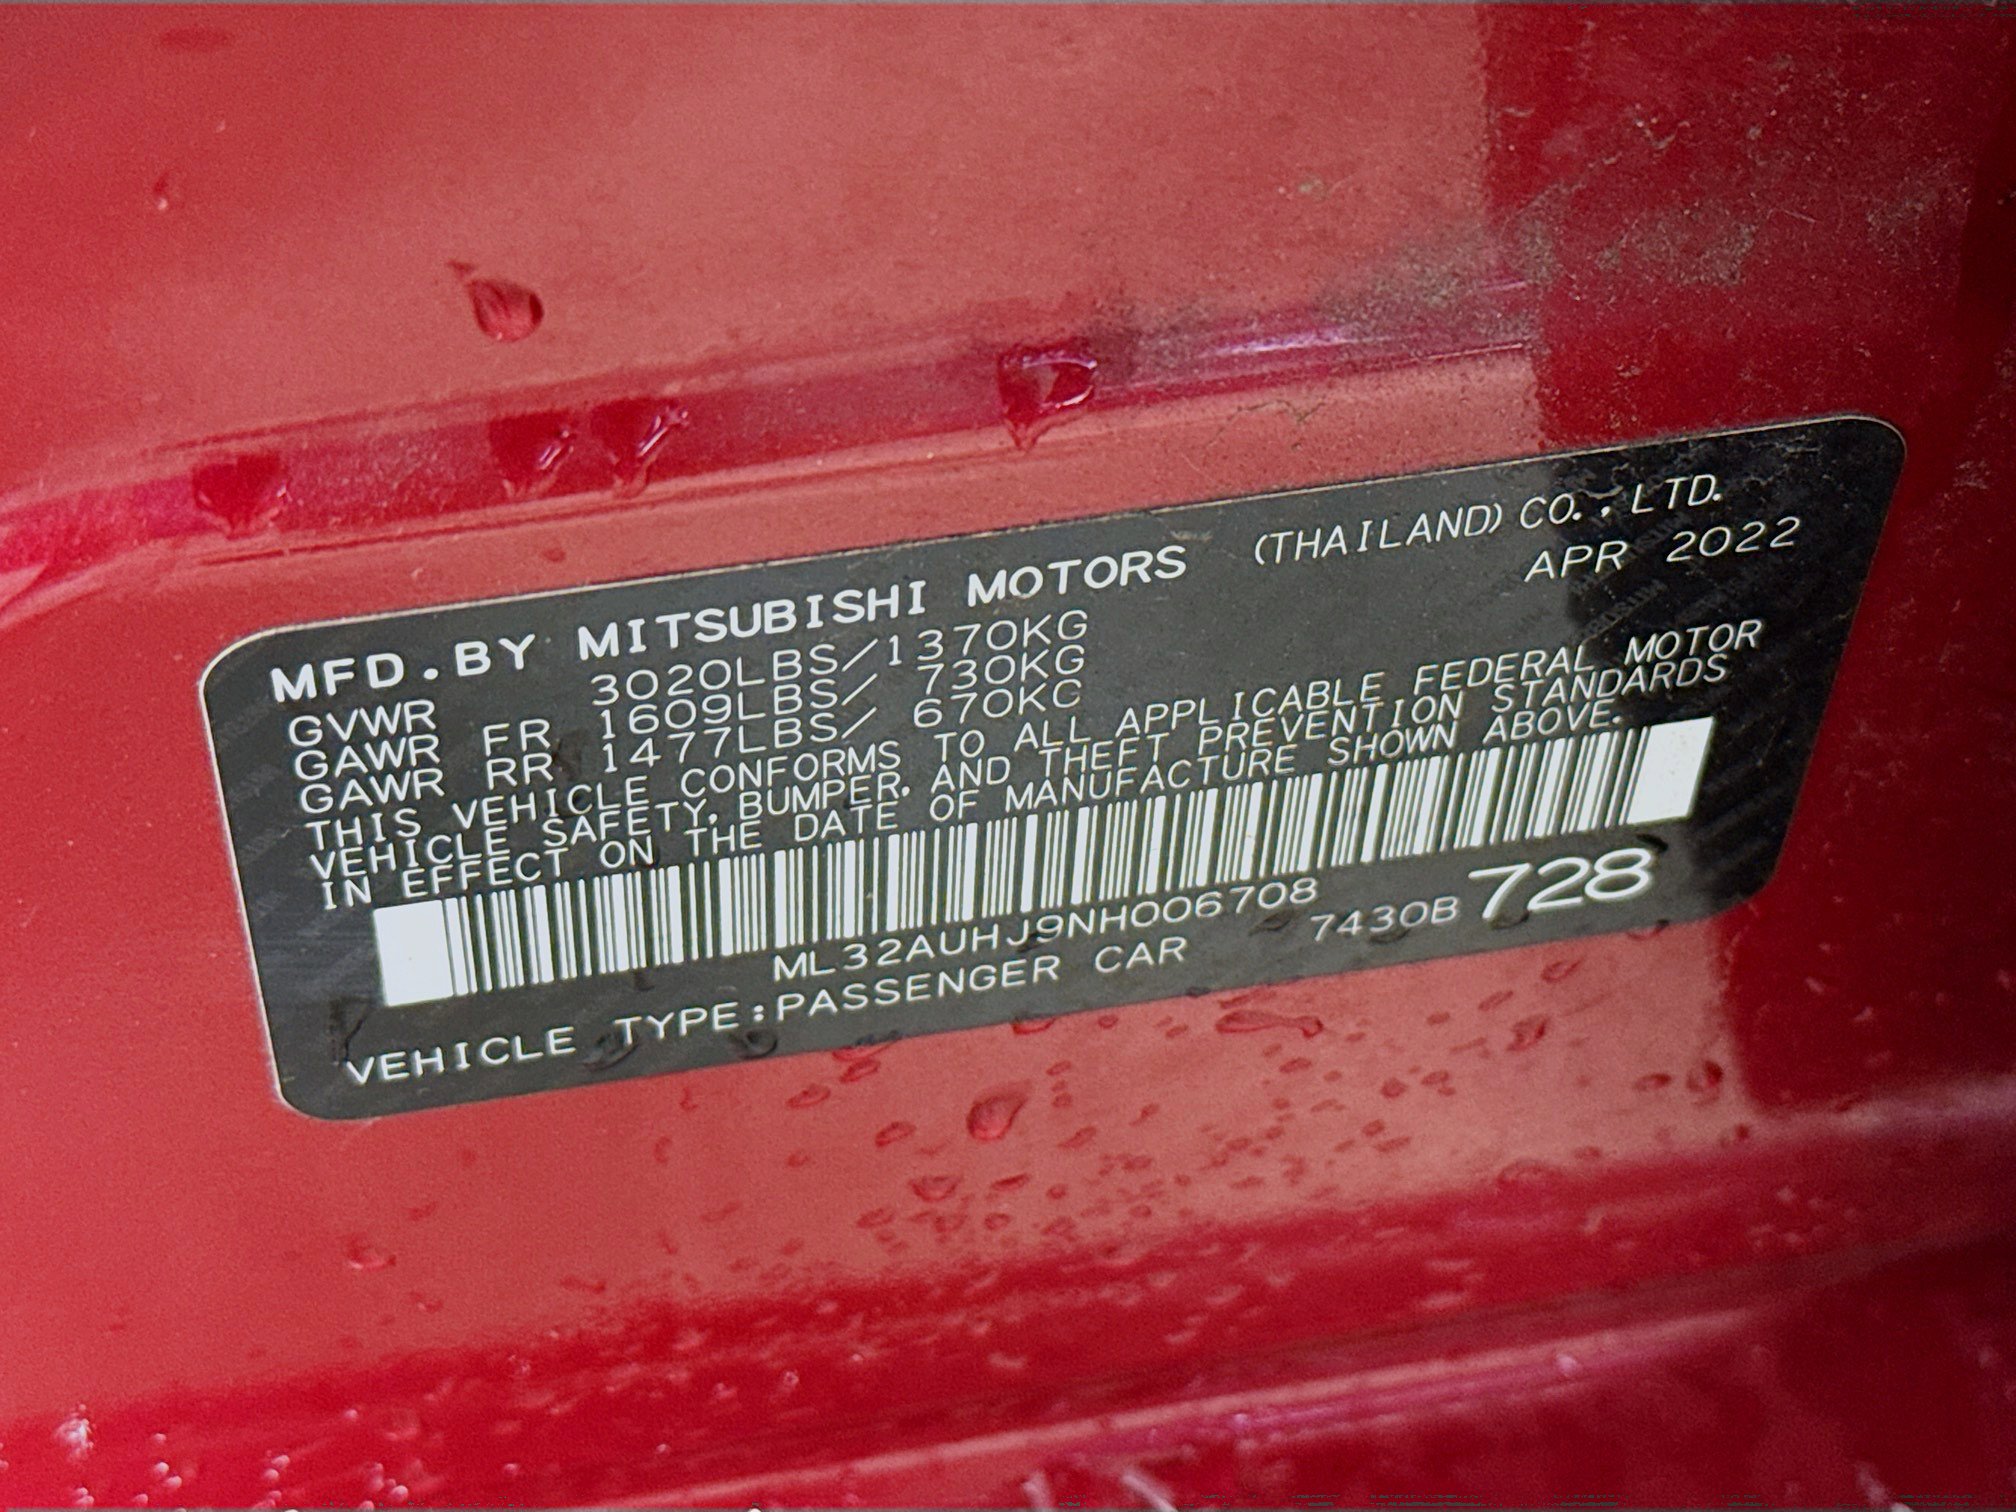 MFD.BY MITSUBISHI MOTORS (THAILAND) CO., LTD.
APR 2022
GVWR 3020LBS/1370KG
GAWR FR 1609LBS/ 730KG
GAWR RR 1477LBS/ 670KG
THIS VEHICLE CONFORMS TO ALL APPLICABLE FEDERAL MOTOR
VEHICLE SAFETY, BUMPER, AND THEFT PREVENTION STANDARDS
IN EFFECT ON THE DATE OF MANUFACTURE SHOWN ABOVE.
ML32AUHJ9NH006708
7430B 728
VEHICLE TYPE:PASSENGER CAR